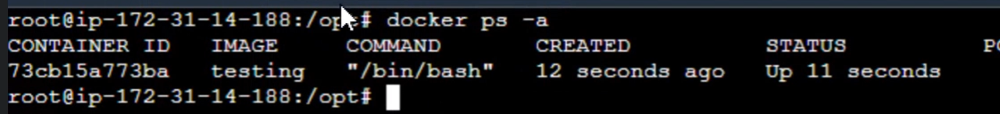 root@ip-172-31-14-188:/opt# docker ps -a
CONTAINER ID IMAGE COMMAND CREATED STATUS
73cb15a773ba testing "/bin/bash" 12 seconds ago Up 11 seconds
root@ip-172-31-14-188:/opt#